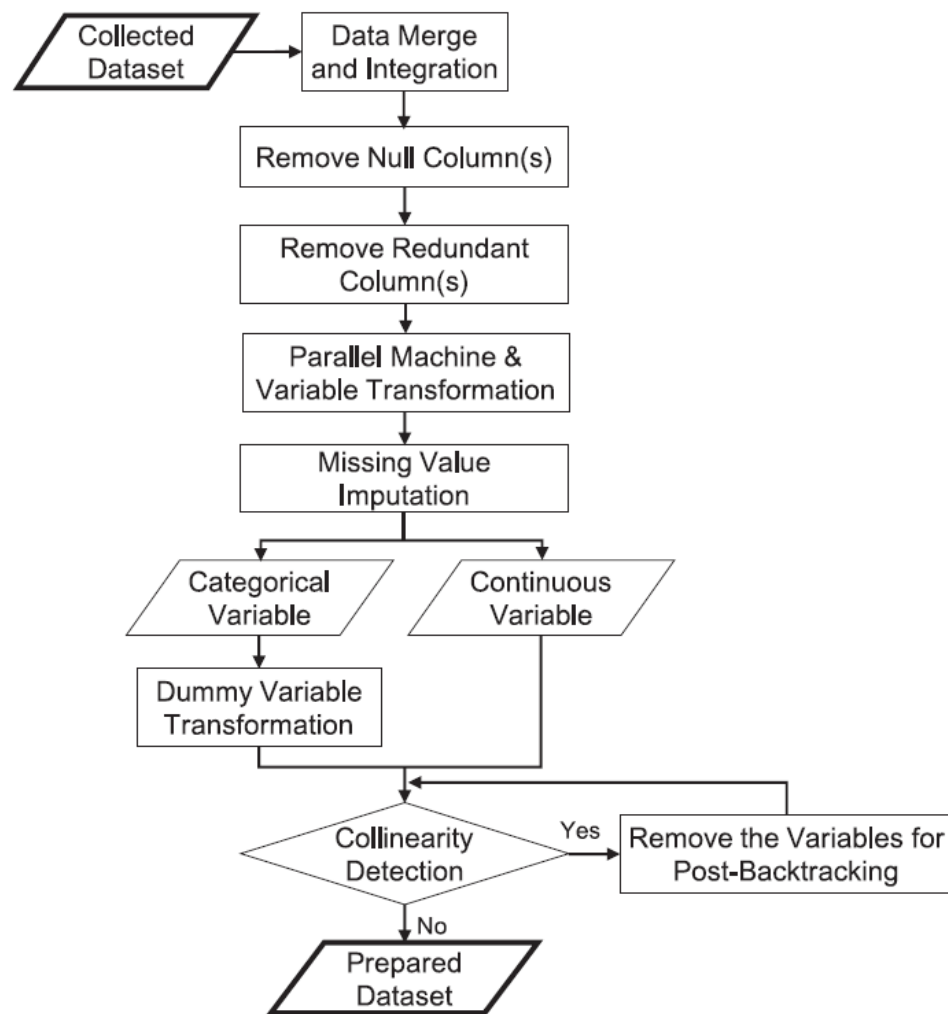 Collected
Dataset
Data Merge
and Integration
Remove Null Column(s)
Remove Redundant
Column(s)
Parallel Machine &
Variable Transformation
Missing Value
Imputation
Categorical
Variable
Continuous
Variable
Dummy Variable
Transformation
Collinearity
Detection
Yes
Remove the Variables for
Post-Backtracking
No
Prepared
Dataset